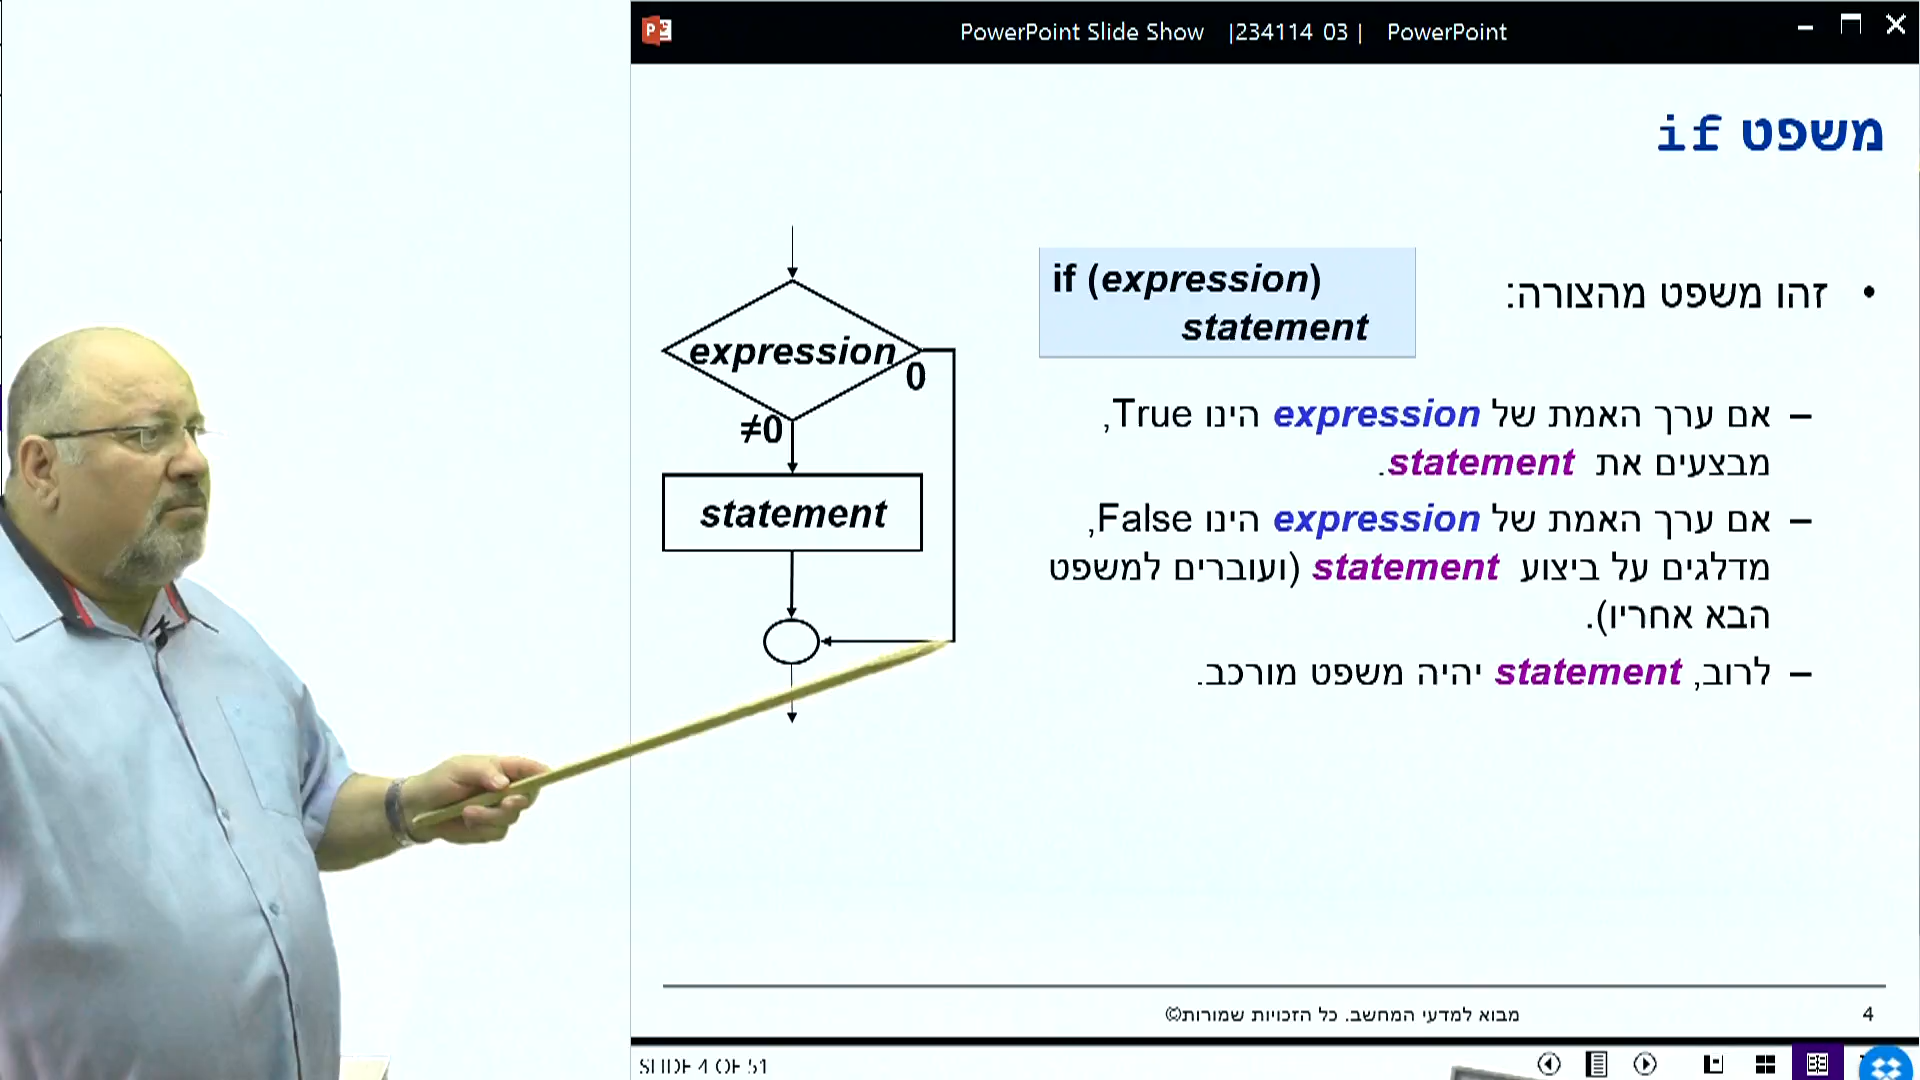 PowerPoint Slide Show |234114 03 | PowerPoint
משפט if
• זהו משפט מהצורה:
if (expression)
statement
– אם ערך האמת של expression הינו True,
מבצעים את statement.
– אם ערך האמת של expression הינו False,
מדלגים על ביצוע statement (ועוברים למשפט
הבא אחריו).
– לרוב, statement יהיה משפט מורכב.
expression
0
≠0
statement
מבוא למדעי המחשב. כל הזכויות שמורות©
4
SLIDE 4 OF 51